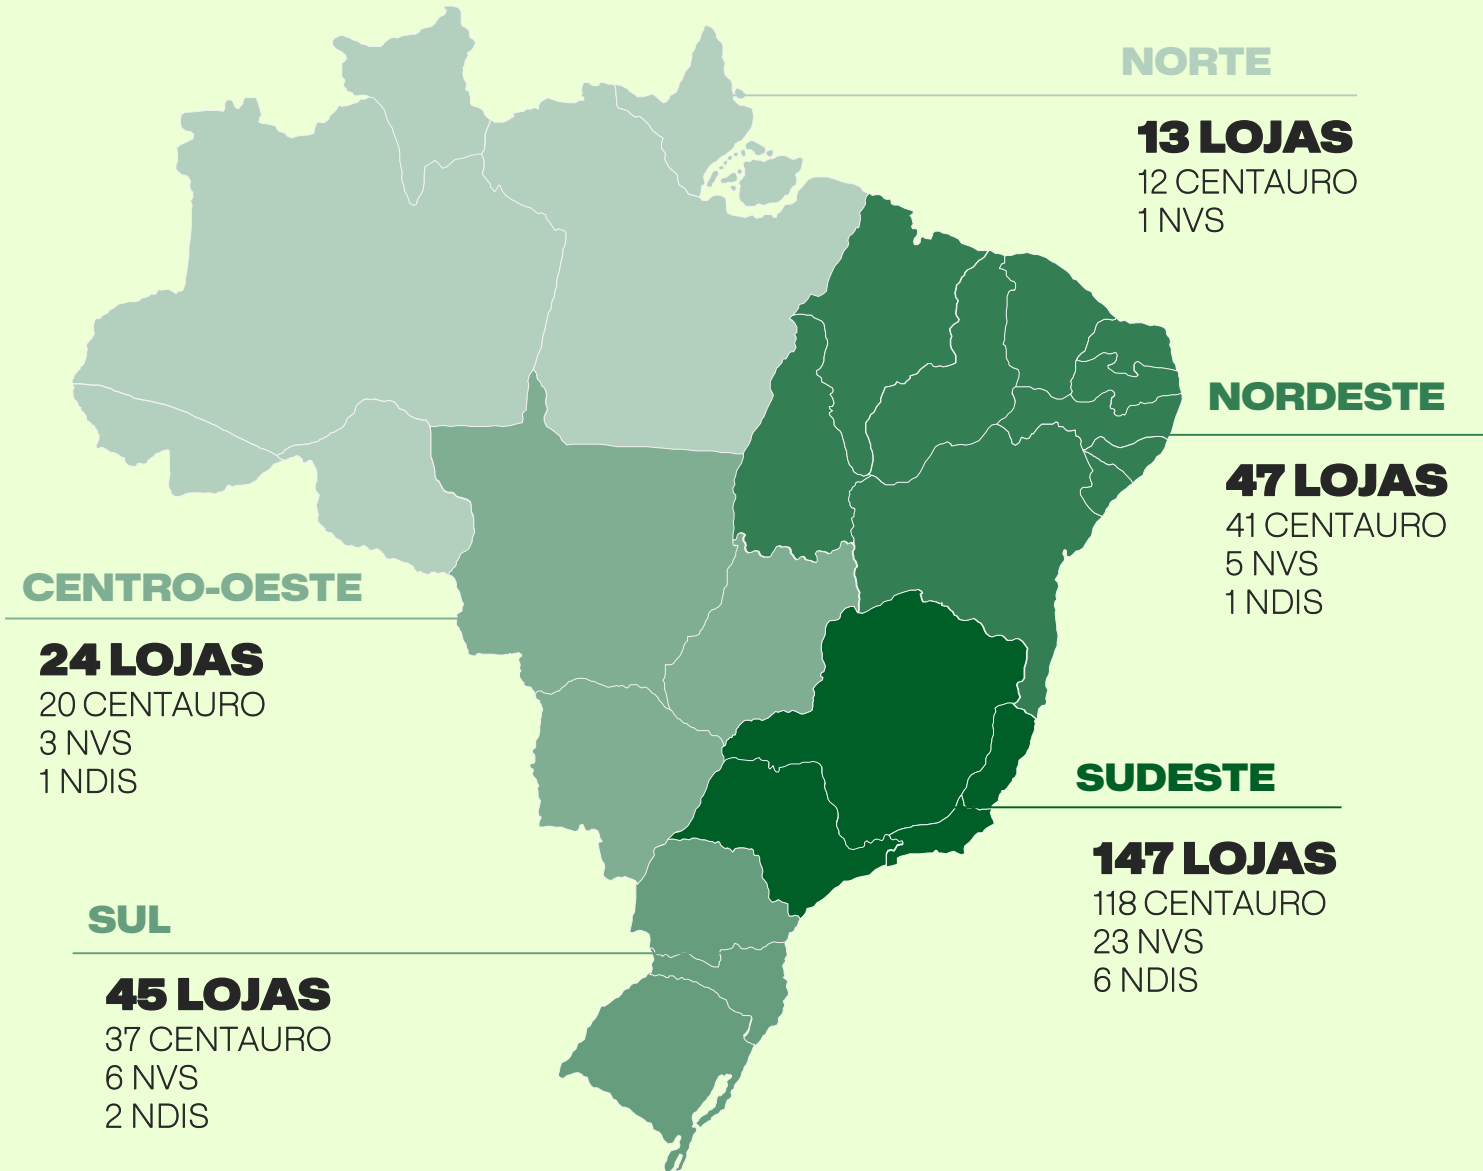 NORTE
13 LOJAS
12 CENTAURO
1 NVS
NORDESTE
47 LOJAS
41 CENTAURO
5 NVS
1 NDIS
CENTRO-OESTE
24 LOJAS
20 CENTAURO
3 NVS
1 NDIS
SUDESTE
147 LOJAS
118 CENTAURO
23 NVS
6 NDIS
SUL
45 LOJAS
37 CENTAURO
6 NVS
2 NDIS